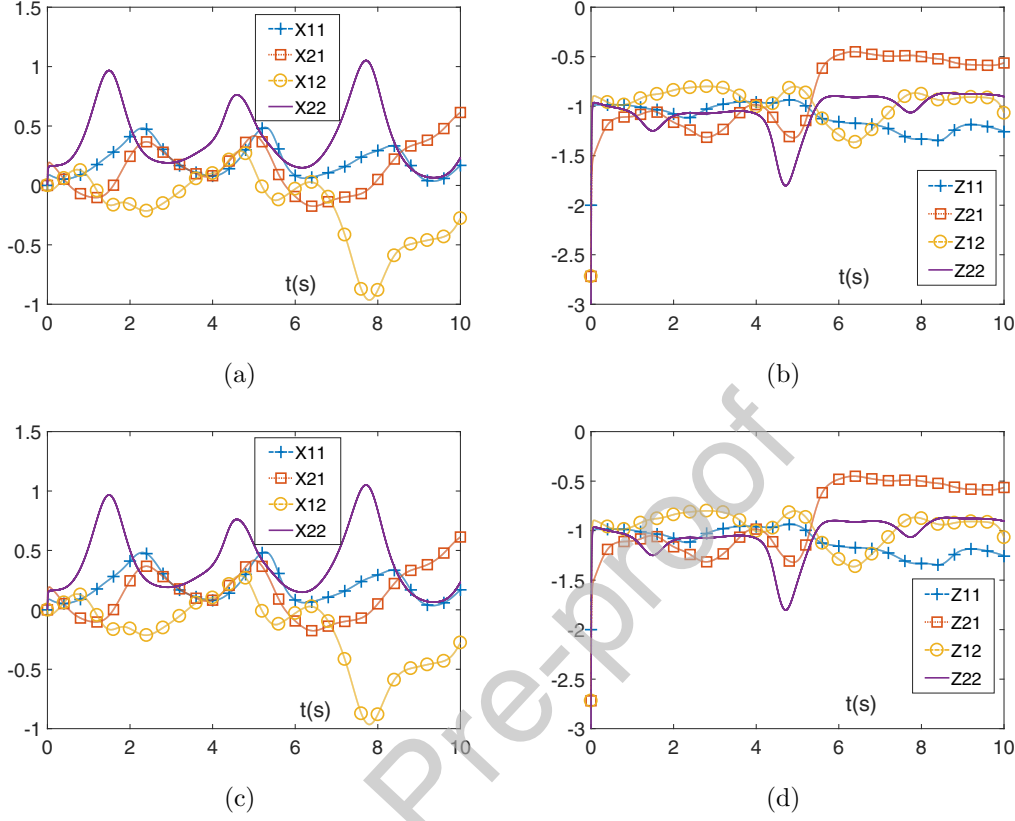 1.5
1
0.5
0
-0.5
-1
0 2 4 6 8 10
X11
X21
X12
X22
t(s)
(a)
0
-0.5
-1
-1.5
-2
-2.5
-3
0 2 4 6 8 10
Z11
Z21
Z12
Z22
t(s)
(b)
1.5
1
0.5
0
-0.5
-1
0 2 4 6 8 10
X11
X21
X12
X22
t(s)
(c)
0
-0.5
-1
-1.5
-2
-2.5
-3
0 2 4 6 8 10
Z11
Z21
Z12
Z22
t(s)
(d)
Pre-proof